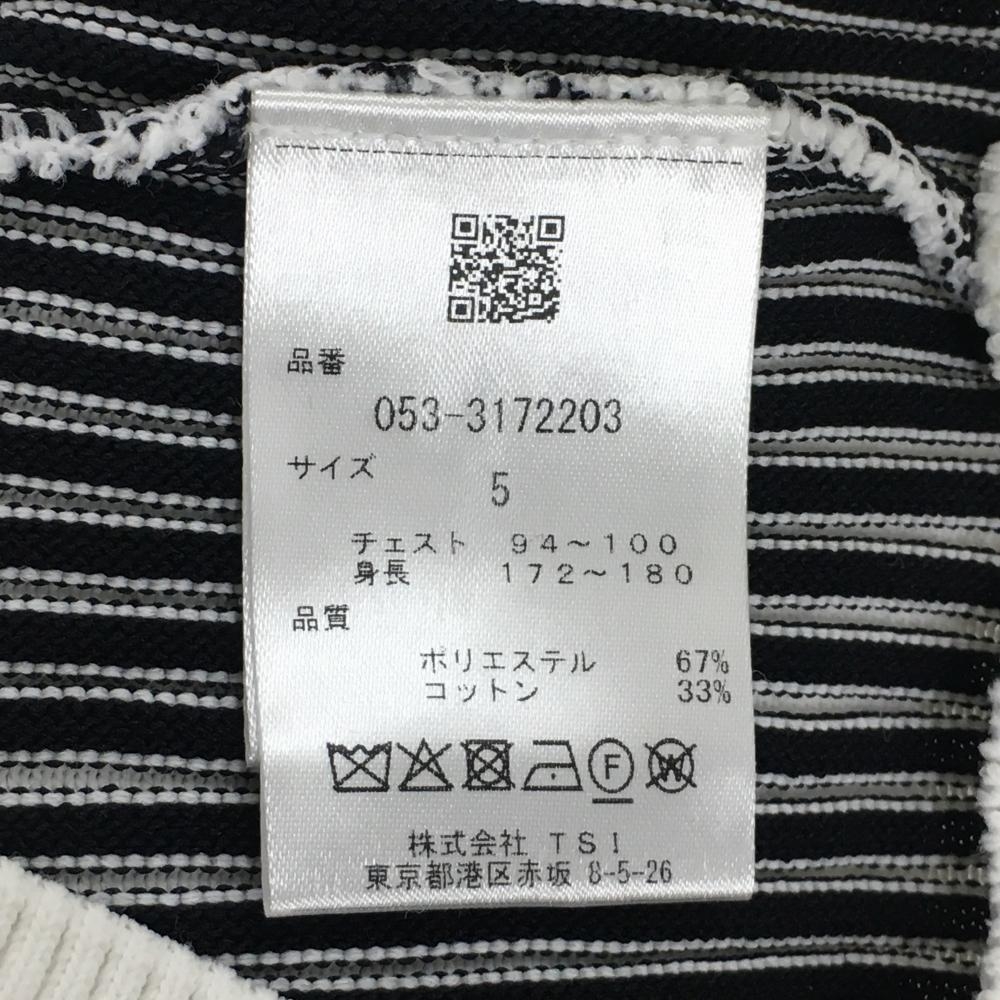 品番
053-3172203
サイズ
5
チェスト 94～100
身長 172～180
品質
ポリエステル 67%
コットン 33%
F W
株式会社 TSI
東京都港区赤坂 8-5-26